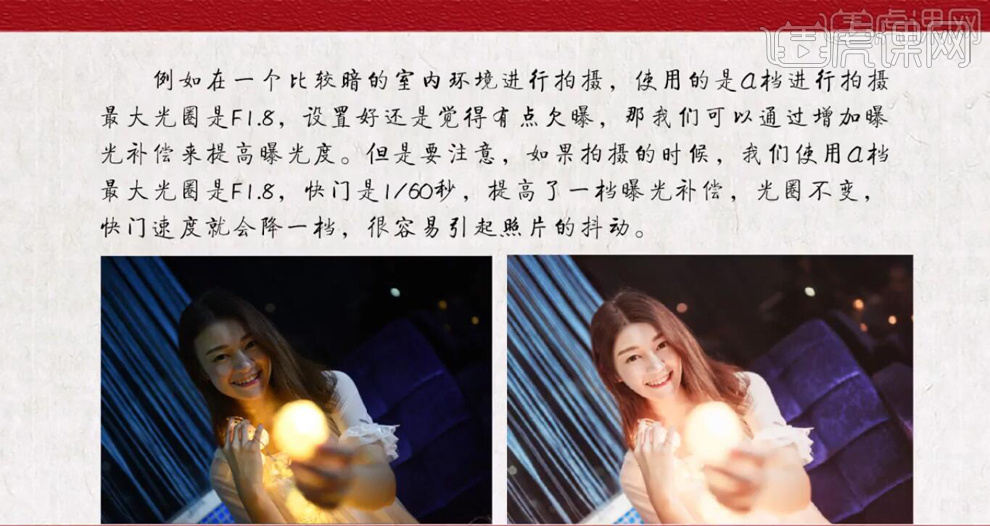 虎课网
例如在一个比较暗的室内环境进行拍摄，使用的是a档进行拍摄
最大光圈是F1.8，设置好还是觉得有点欠曝，那我们可以通过增加曝
光补偿来提高曝光度。但是要注意，如果拍摄的时候，我们使用a档
最大光圈是F1.8，快门是1/60秒，提高了一档曝光补偿，光圈不变，
快门速度就会降一档，很容易引起照片的抖动。